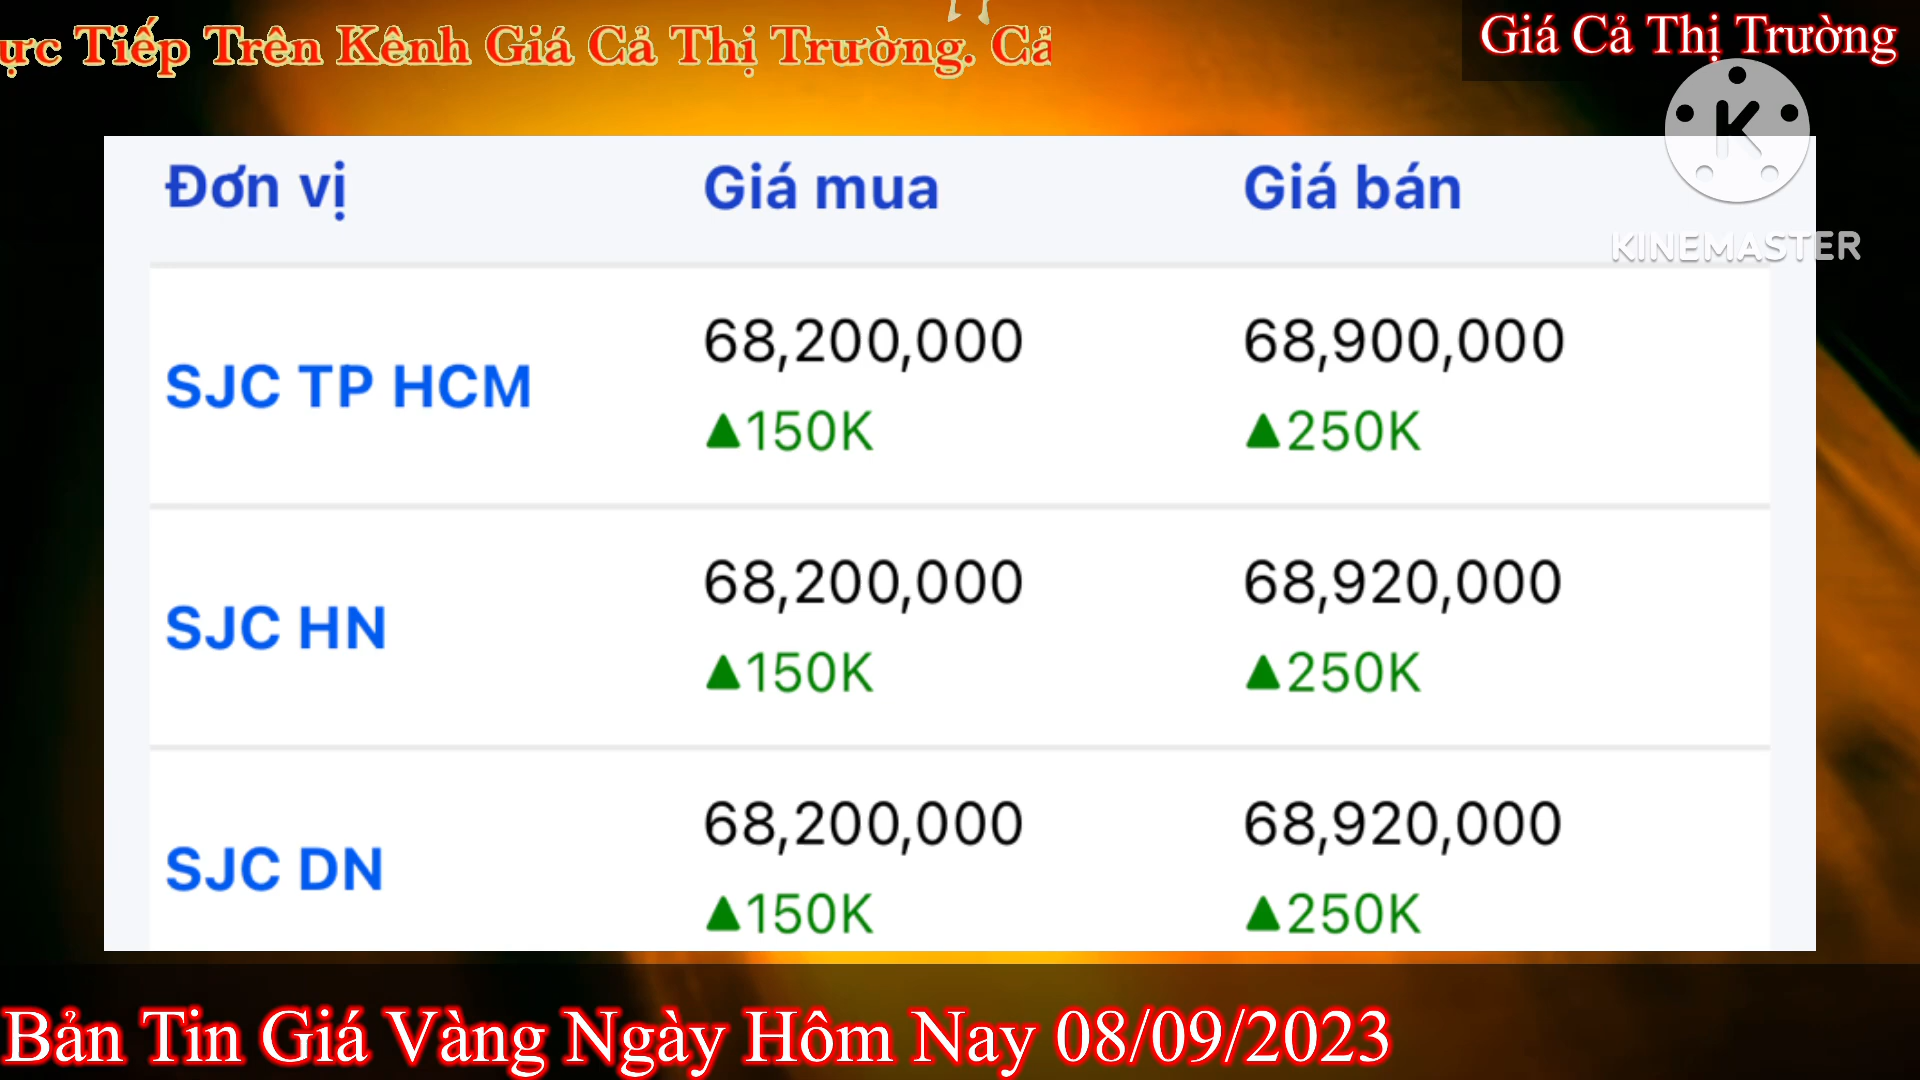 ực Tiếp Trên Kênh Giá Cả Thị Trường. Cả
Giá Cả Thị Trường
K
KINEMASTER
Đơn vị Giá mua Giá bán
SJC TP HCM 68,200,000 68,900,000
▲150K ▲250K
SJC HN 68,200,000 68,920,000
▲150K ▲250K
SJC DN 68,200,000 68,920,000
▲150K ▲250K
Bản Tin Giá Vàng Ngày Hôm Nay 08/09/2023